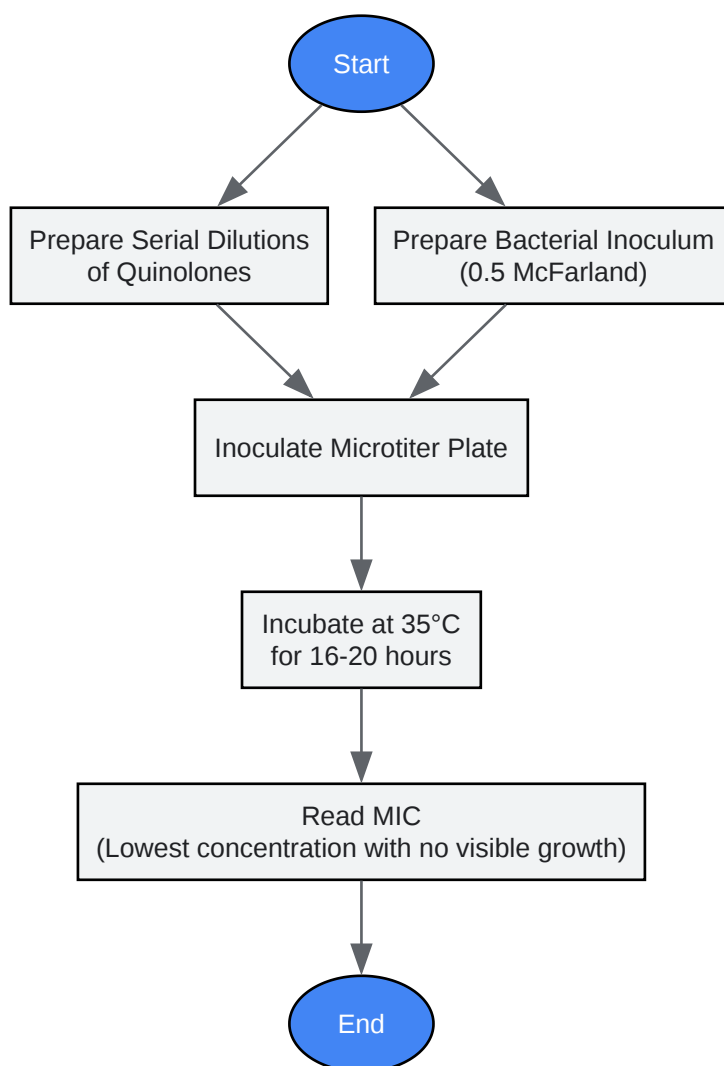 Start
Prepare Serial Dilutions
of Quinolones
Prepare Bacterial Inoculum
(0.5 McFarland)
Inoculate Microtiter Plate
Incubate at 35°C
for 16-20 hours
Read MIC
(Lowest concentration with no visible growth)
End